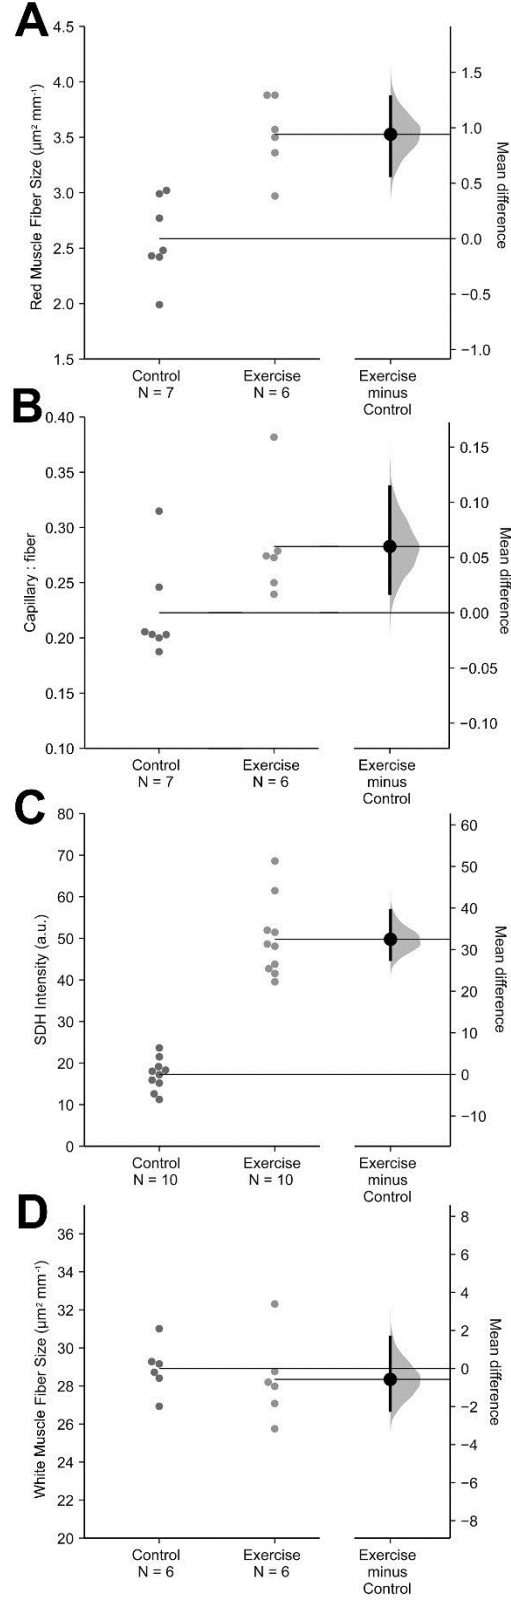 A
Red Muscle Fiber Size (µm² mm⁻¹)
4.5
4.0
3.5
3.0
2.5
2.0
1.5
1.5
1.0
0.5
0.0
−0.5
−1.0
Mean difference
Control
N = 7
Exercise
N = 6
Exercise
minus
Control
B
Capillary : fiber
0.40
0.35
0.30
0.25
0.20
0.15
0.10
0.15
0.10
0.05
0.00
−0.05
−0.10
Mean difference
Control
N = 7
Exercise
N = 6
Exercise
minus
Control
C
SDH Intensity (a.u.)
80
70
60
50
40
30
20
10
0
60
50
40
30
20
10
0
−10
Mean difference
Control
N = 10
Exercise
N = 10
Exercise
minus
Control
D
White Muscle Fiber Size (µm² mm⁻¹)
36
34
32
30
28
26
24
22
20
8
6
4
2
0
−2
−4
−6
−8
Mean difference
Control
N = 6
Exercise
N = 6
Exercise
minus
Control